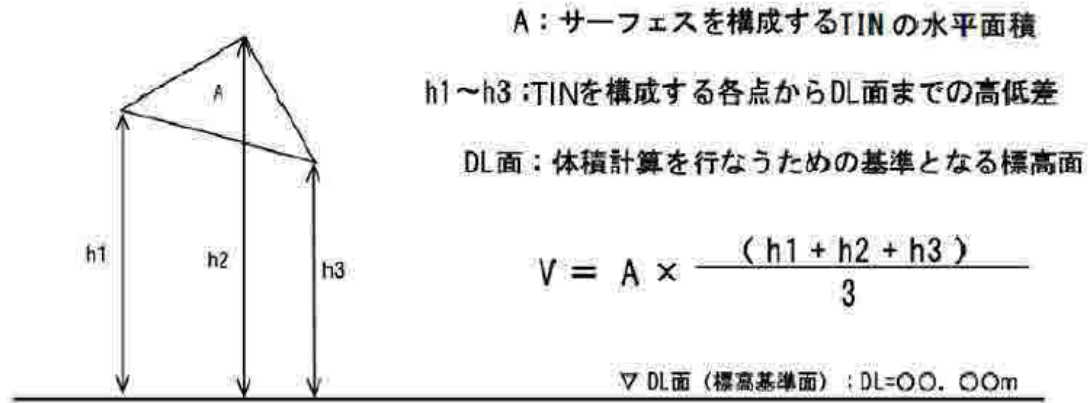 A:サーフェスを構成するTINの水平面積
h1~h3:TINを構成する各点からDL面までの高低差
DL面:体積計算を行なうための基準となる標高面
A
h1
h2
h3
V = A × (h1+h2+h3)
3
▽ DL面(標高基準面):DL=○○.○○m